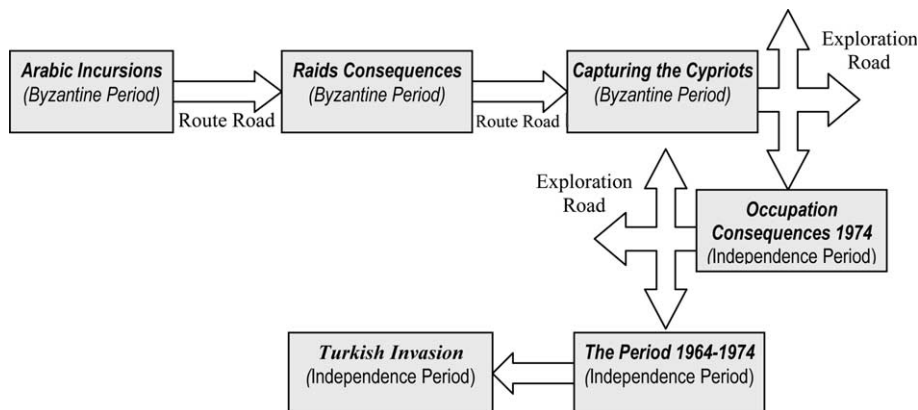 Arabic Incursions
(Byzantine Period)
Route Road
Raids Consequences
(Byzantine Period)
Route Road
Capturing the Cypriots
(Byzantine Period)
Exploration
Road
Occupation
Consequences 1974
(Independence Period)
Exploration
Road
The Period 1964-1974
(Independence Period)
Turkish Invasion
(Independence Period)